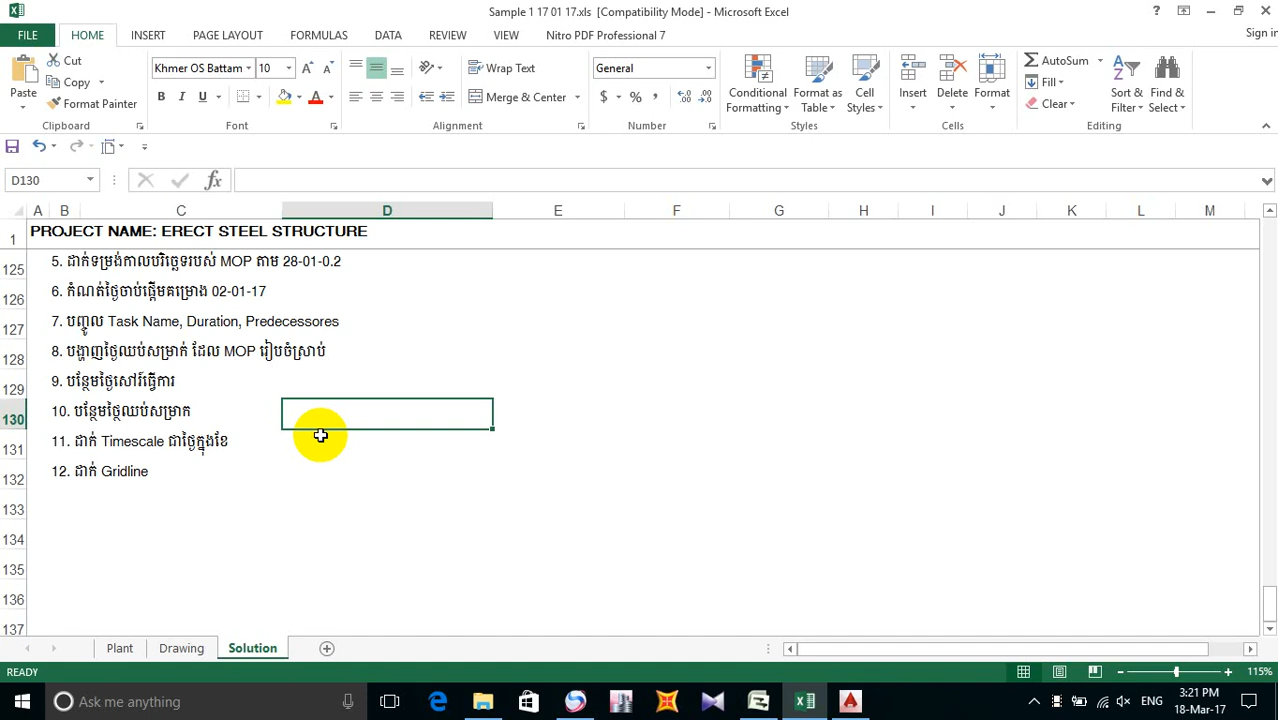 Sample 1 17 01 17.xls  [Compatibility Mode] - Microsoft Excel
FILE HOME INSERT PAGE LAYOUT FORMULAS DATA REVIEW VIEW Nitro PDF Professional 7 Sign in
Paste
Cut
Copy
Format Painter
Clipboard
Khmer OS Battam 10
B I U
Font
Wrap Text
Merge & Center
Alignment
General
$ % ,
Number
Conditional Formatting
Format as Table
Cell Styles
Styles
Insert Delete Format
Cells
AutoSum
Fill
Clear
Sort & Filter
Find & Select
Editing
D130 fx
A B C D E F G H I J K L M
1 PROJECT NAME: ERECT STEEL STRUCTURE
125 5. ដាក់ទម្រង់កាលបរិច្ឆេទរបស់ MOP តាម 28-01-0.2
126 6. កំណត់ថ្ងៃចាប់ផ្តើមគម្រោង 02-01-17
127 7. បញ្ចូល Task Name, Duration, Predecessores
128 8. បង្ហាញថ្ងៃឈប់សម្រាក់ ដែល MOP រៀបចំស្រាប់
129 9. បន្ថែមថ្ងៃសៅរ៍ធ្វើការ
130 10. បន្ថែមថ្ងៃឈប់សម្រាក
131 11. ដាក់ Timescale ជាថ្ងៃក្នុងខែ
132 12. ដាក់ Gridline
133
134
135
136
137
Plant Drawing Solution
READY 115%
Ask me anything
ENG
3:21 PM
18-Mar-17